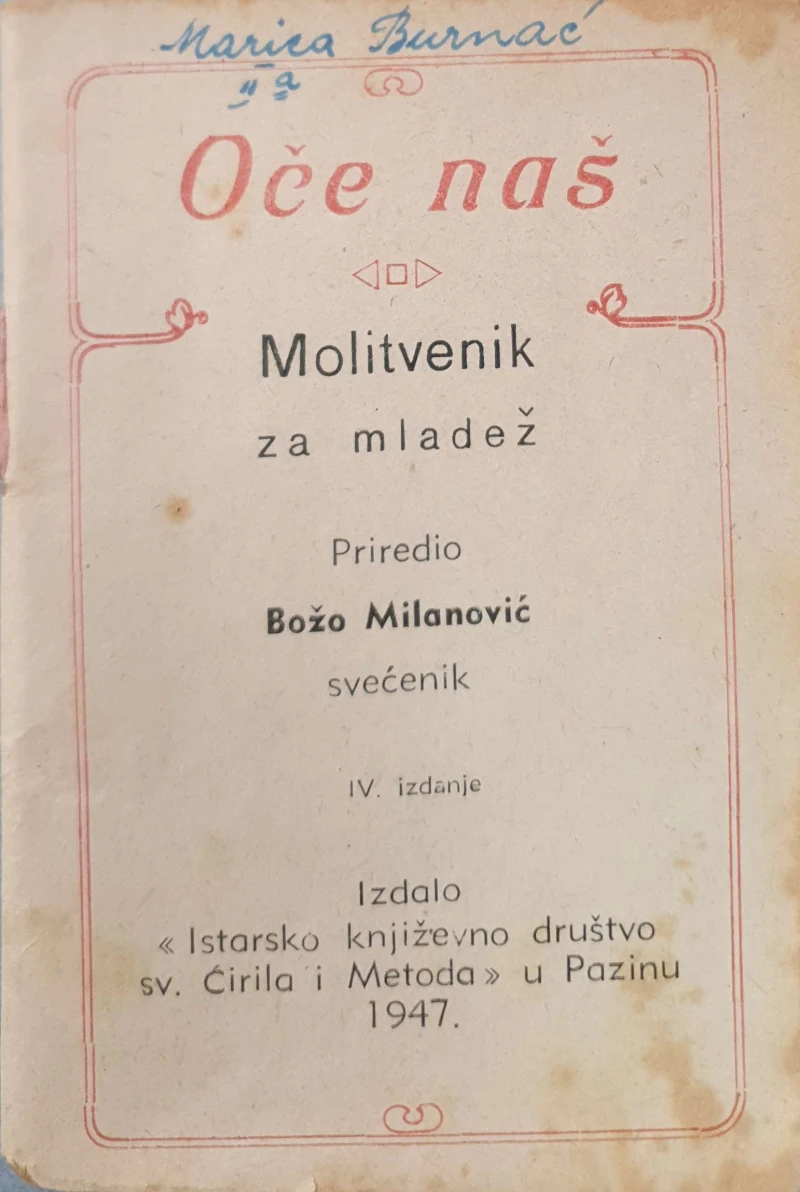 Marica Burnać
IIa
Oče naš
Molitvenik
za mladež
Priredio
Božo Milanović
svećenik
IV. izdanje
Izdalo
« Istarsko književno društvo
sv. Ćirila i Metoda» u Pazinu
1947.